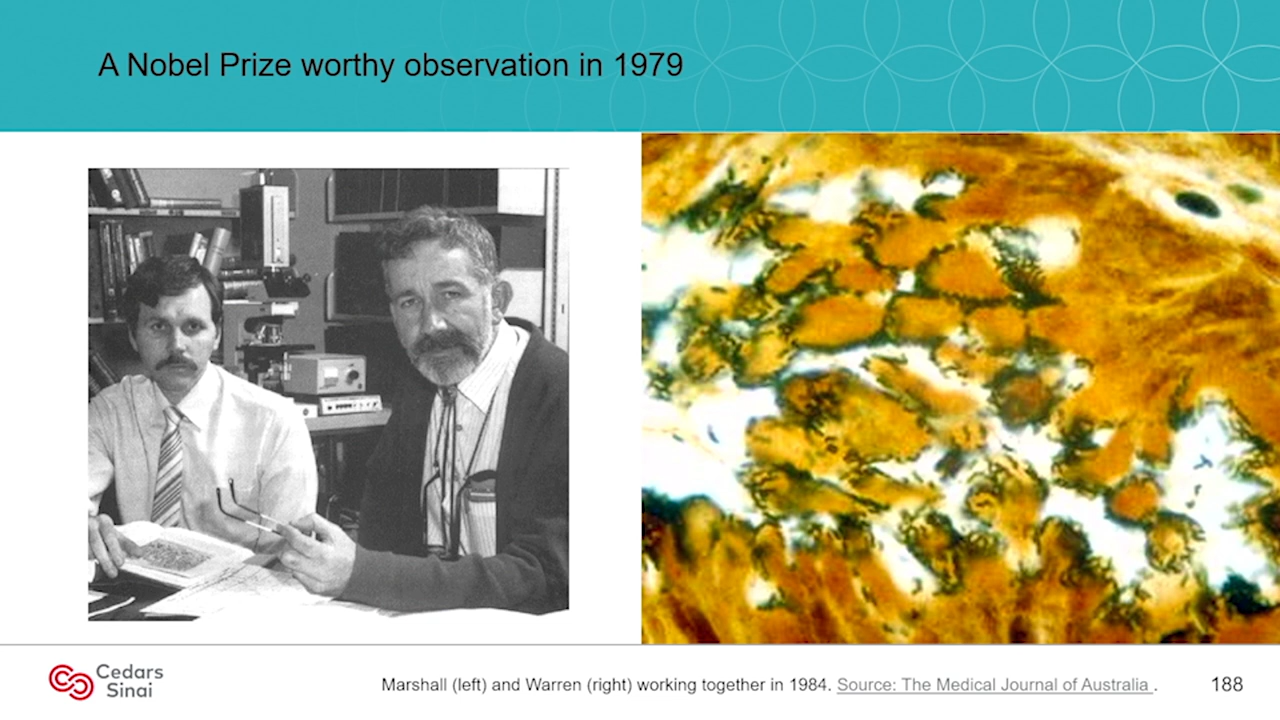 A Nobel Prize worthy observation in 1979
Cedars
Sinai
Marshall (left) and Warren (right) working together in 1984. Source: The Medical Journal of Australia .
188